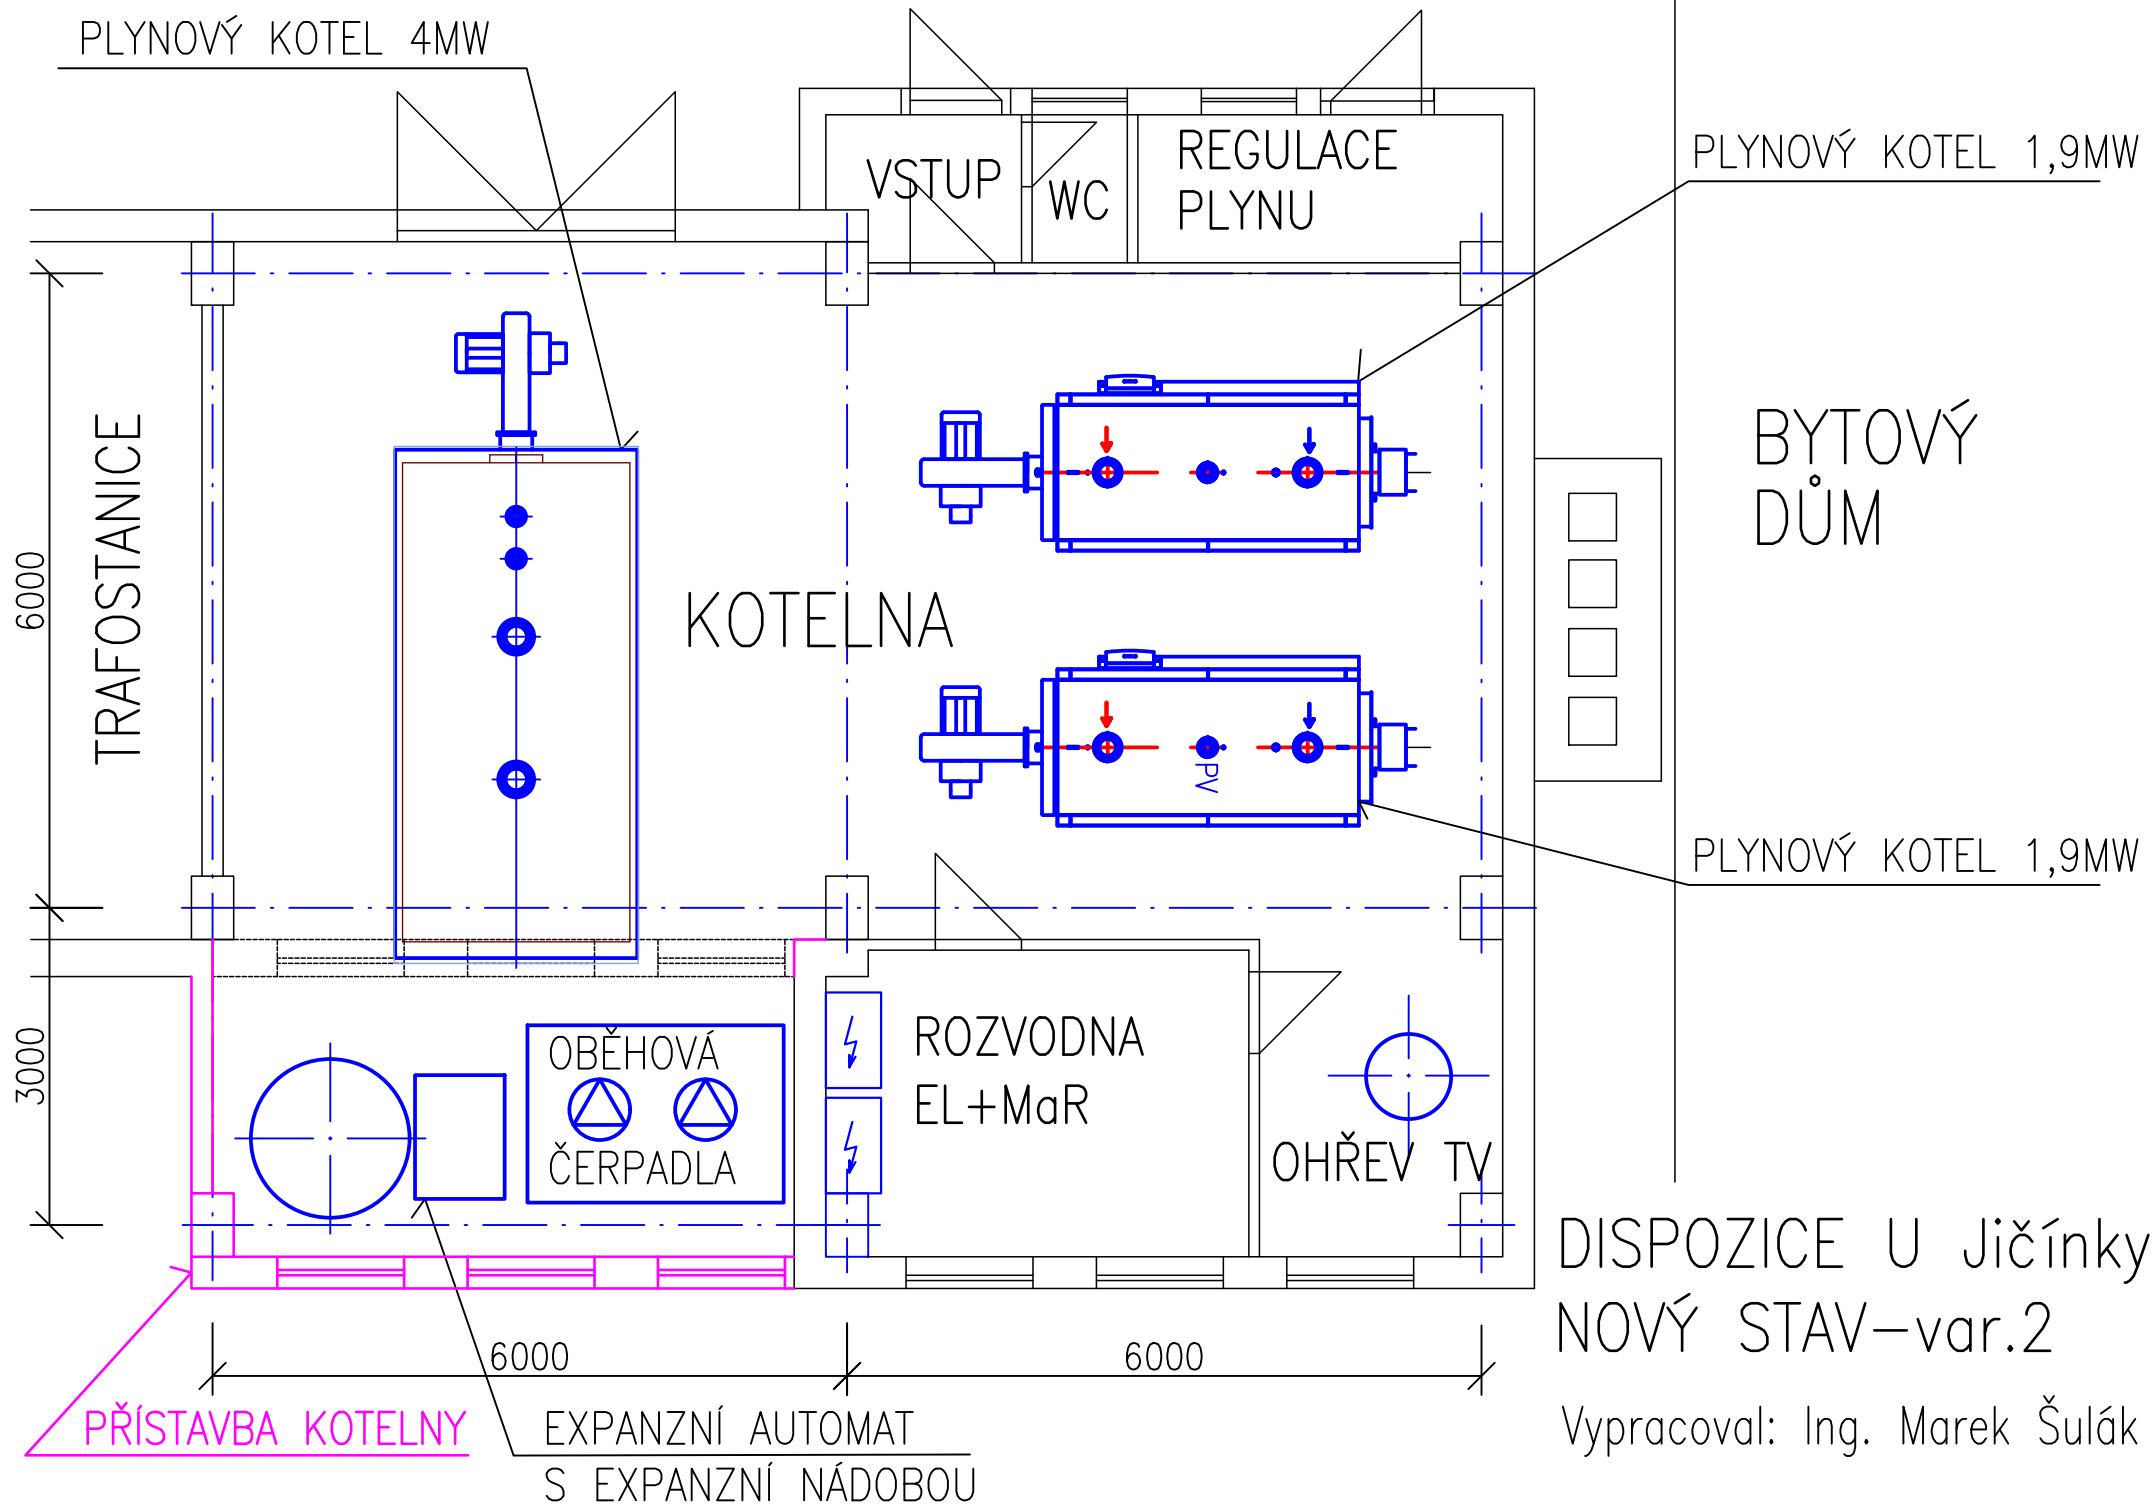 PLYNOVÝ KOTEL 4MW
VSTUP
WC
REGULACE
PLYNU
PLYNOVÝ KOTEL 1,9MW
TRAFOSTANICE
6000
KOTELNA
BYTOVÝ
DŮM
PV
PLYNOVÝ KOTEL 1,9MW
3000
OBĚHOVÁ
ČERPADLA
ROZVODNA
EL+MaR
OHŘEV TV
DISPOZICE U Jičínky
NOVÝ STAV-var.2
6000
6000
PŘÍSTAVBA KOTELNY
EXPANZNÍ AUTOMAT
S EXPANZNÍ NÁDOBOU
Vypracoval: Ing. Marek Šulák